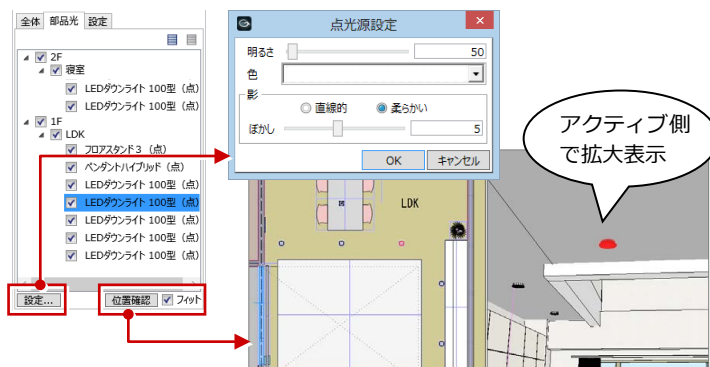 全体 部品光 設定
2F
寝室
LEDダウンライト 100型（点）
LEDダウンライト 100型（点）
1F
LDK
フロアスタンド3（点）
ペンダントハイブリッド（点）
LEDダウンライト 100型（点）
LEDダウンライト 100型（点）
LEDダウンライト 100型（点）
LEDダウンライト 100型（点）
LEDダウンライト 100型（点）
設定...
位置確認
フィット
点光源設定
明るさ 50
色
影
直線的 柔らかい
ぼかし 5
OK キャンセル
LDK
アクティブ側
で拡大表示